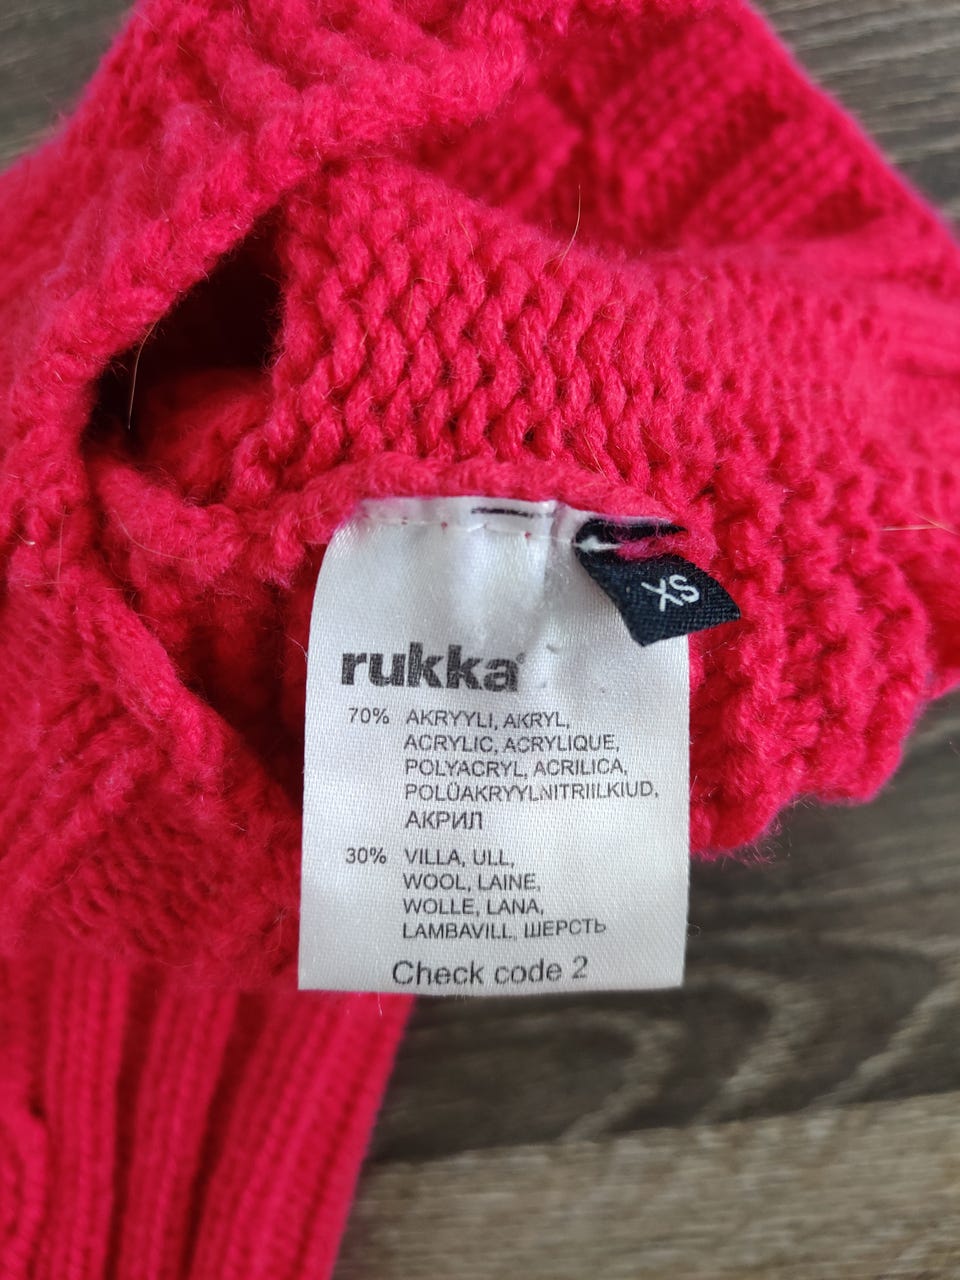 XS
rukka
70% AKRYYLI, AKRYL,
ACRYLIC, ACRYLIQUE,
POLYACRYL, ACRILICA,
POLÜAKRYYLNITRIILKIUD,
АКРИЛ
30% VILLA, ULL,
WOOL, LAINE,
WOLLE, LANA,
LAMBAVILL, ШЕРСТЬ
Check code 2